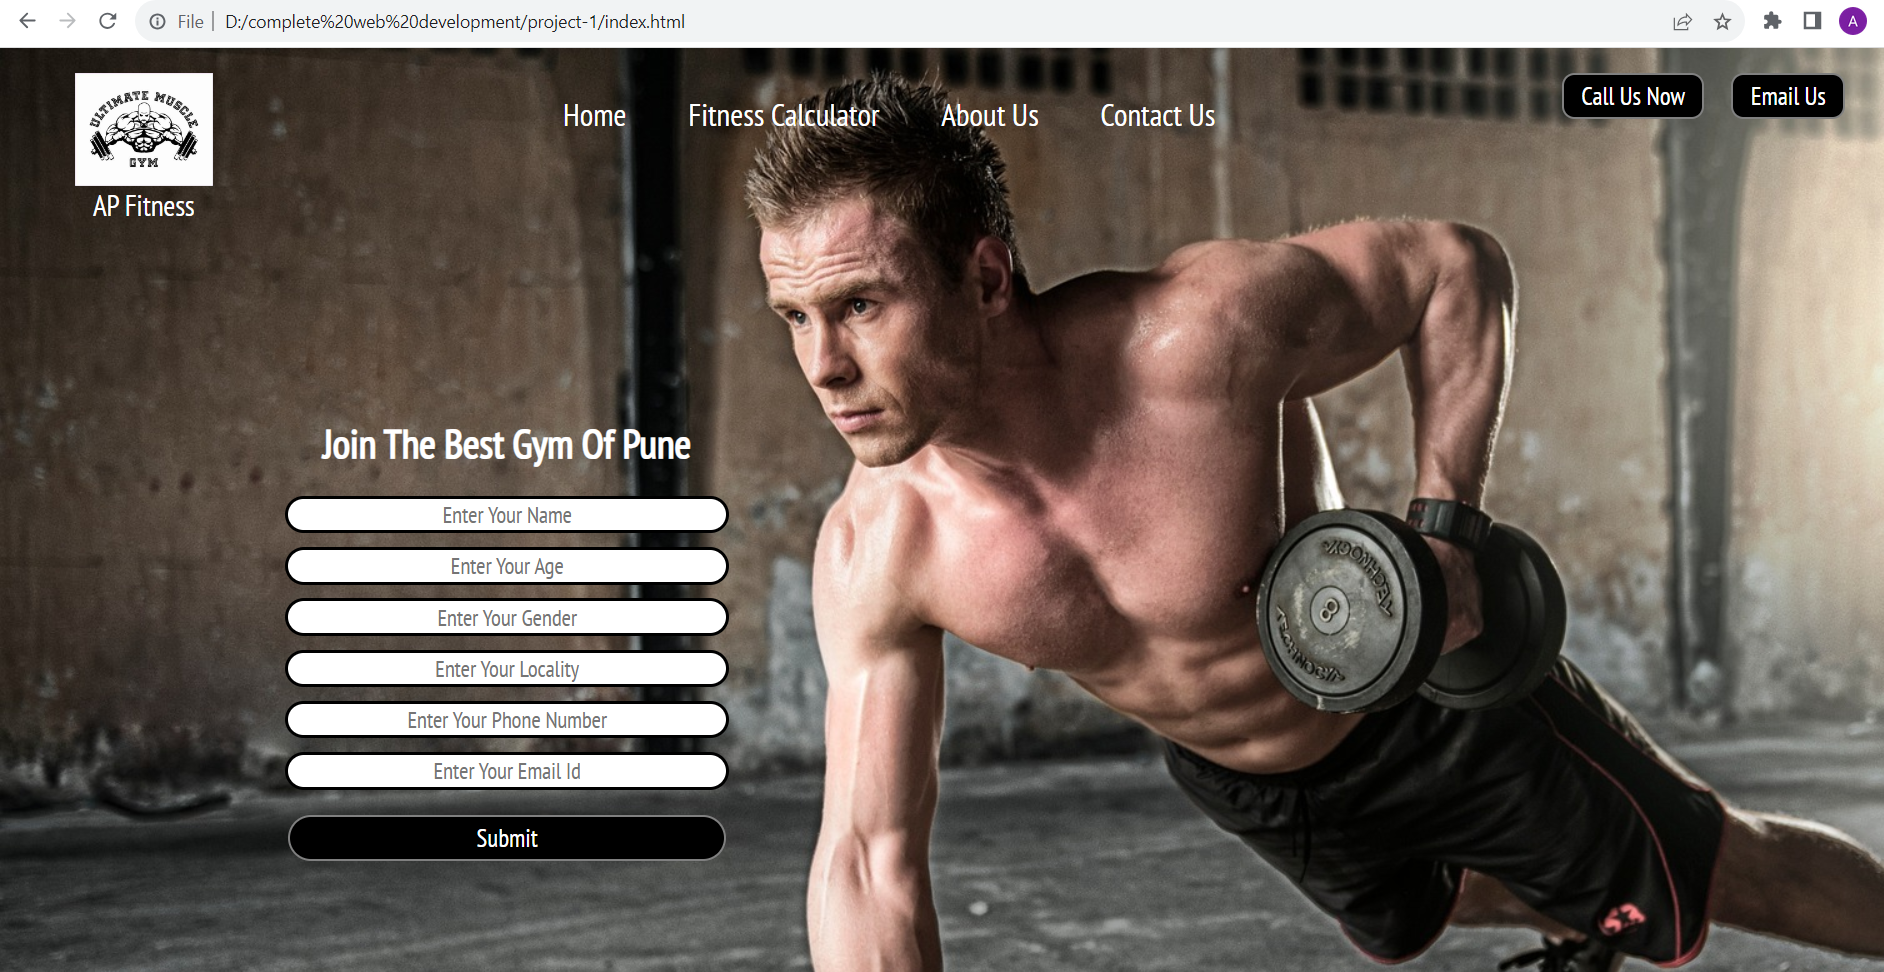 File | D:/complete%20web%20development/project-1/index.html
A
ULTIMATE MUSCLE
GYM
AP Fitness
Home Fitness Calculator About Us Contact Us
Call Us Now Email Us
Join The Best Gym Of Pune
Enter Your Name
Enter Your Age
Enter Your Gender
Enter Your Locality
Enter Your Phone Number
Enter Your Email Id
Submit
8